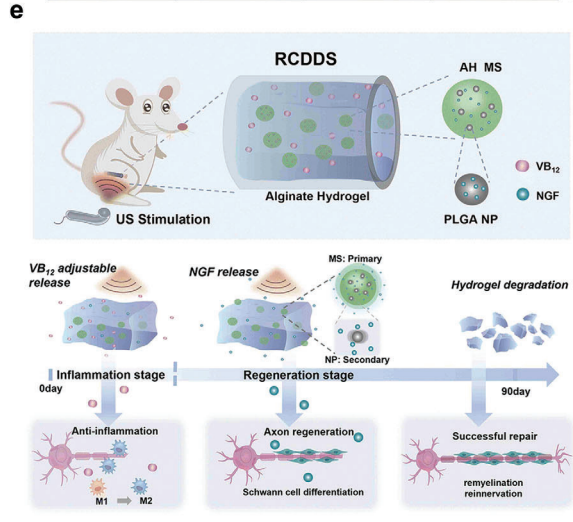 e
RCDDS
AH MS
Alginate Hydrogel
VB12
NGF
PLGA NP
US Stimulation
VB12 adjustable
release
NGF release
MS: Primary
NP: Secondary
Hydrogel degradation
Inflammation stage
Regeneration stage
0day
90day
Anti-inflammation
M1
M2
Axon regeneration
Schwann cell differentiation
Successful repair
remyelination
reinnervation